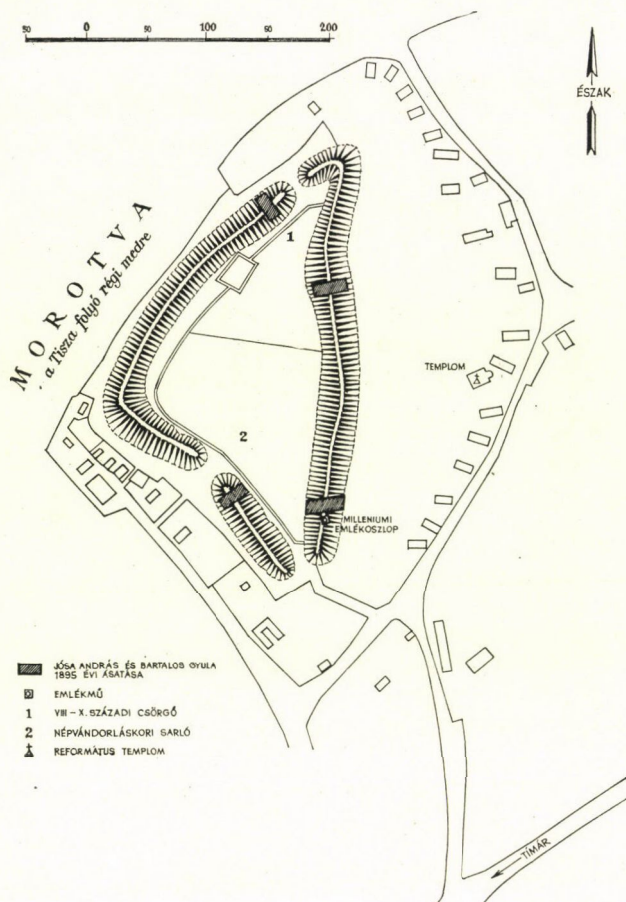 50 0 50 100 50 200
ÉSZAK
MOROTVA
a Tisza folyó régi medre
1
TEMPLOM
2
MILLENIUMI
EMLÉKOSZLOP
JÓSA ANDRÁS ÉS BARTALOS GYULA
1895 ÉVI ÁSATÁSA
EMLÉKMŰ
1 VIII – X. SZÁZADI CSÖRGŐ
2 NÉPVÁNDORLÁSKORI SARLÓ
REFORMÁTUS TEMPLOM
TÍMÁR